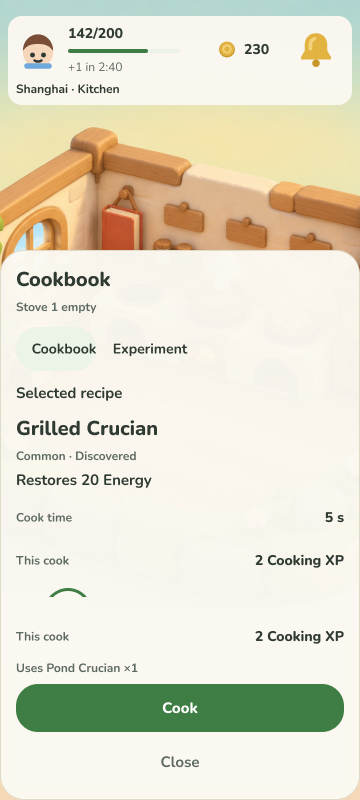 142/200
230
+1 in 2:40
Shanghai · Kitchen
Cookbook
Stove 1 empty
Cookbook Experiment
Selected recipe
Grilled Crucian
Common · Discovered
Restores 20 Energy
Cook time 5 s
This cook 2 Cooking XP
This cook 2 Cooking XP
Uses Pond Crucian ×1
Cook
Close